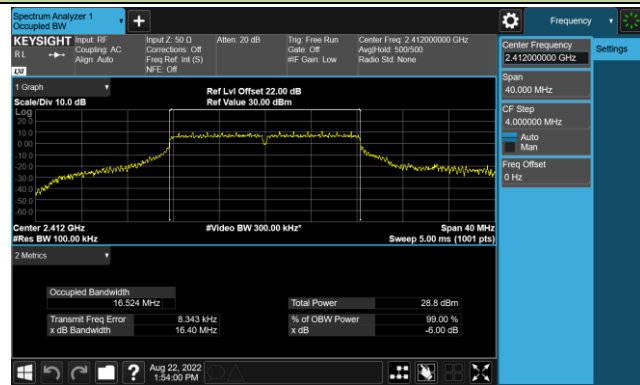 Spectrum Analyzer 1
Occupied BW
Frequency
KEYSIGHT
Input: RF
Input Z: 50 Ω
Atten: 20 dB
Trig: Free Run
Center Freq: 2.412000000 GHz
RL
Coupling: AC
Corrections: Off
Gate: Off
Avg|Hold: 500/500
Align: Auto
Freq Ref: Int (S)
#IF Gain: Low
Radio Std: None
NFE: Off
LXI
Center Frequency
2.412000000 GHz
Settings
Span
40.000 MHz
CF Step
4.000000 MHz
Auto
Man
Freq Offset
0 Hz
1 Graph
Ref Lvl Offset 22.00 dB
Scale/Div 10.0 dB
Ref Value 30.00 dBm
Log
20.0
10.0
0.00
-10.0
-20.0
-30.0
-40.0
-50.0
-60.0
Center 2.412 GHz
#Video BW 300.00 kHz*
Span 40 MHz
#Res BW 100.00 kHz
Sweep 5.00 ms (1001 pts)
2 Metrics
Occupied Bandwidth
16.524 MHz
Total Power
28.8 dBm
Transmit Freq Error
8.343 kHz
% of OBW Power
99.00 %
x dB Bandwidth
16.40 MHz
x dB
-6.00 dB
?
Aug 22, 2022
1:54:00 PM